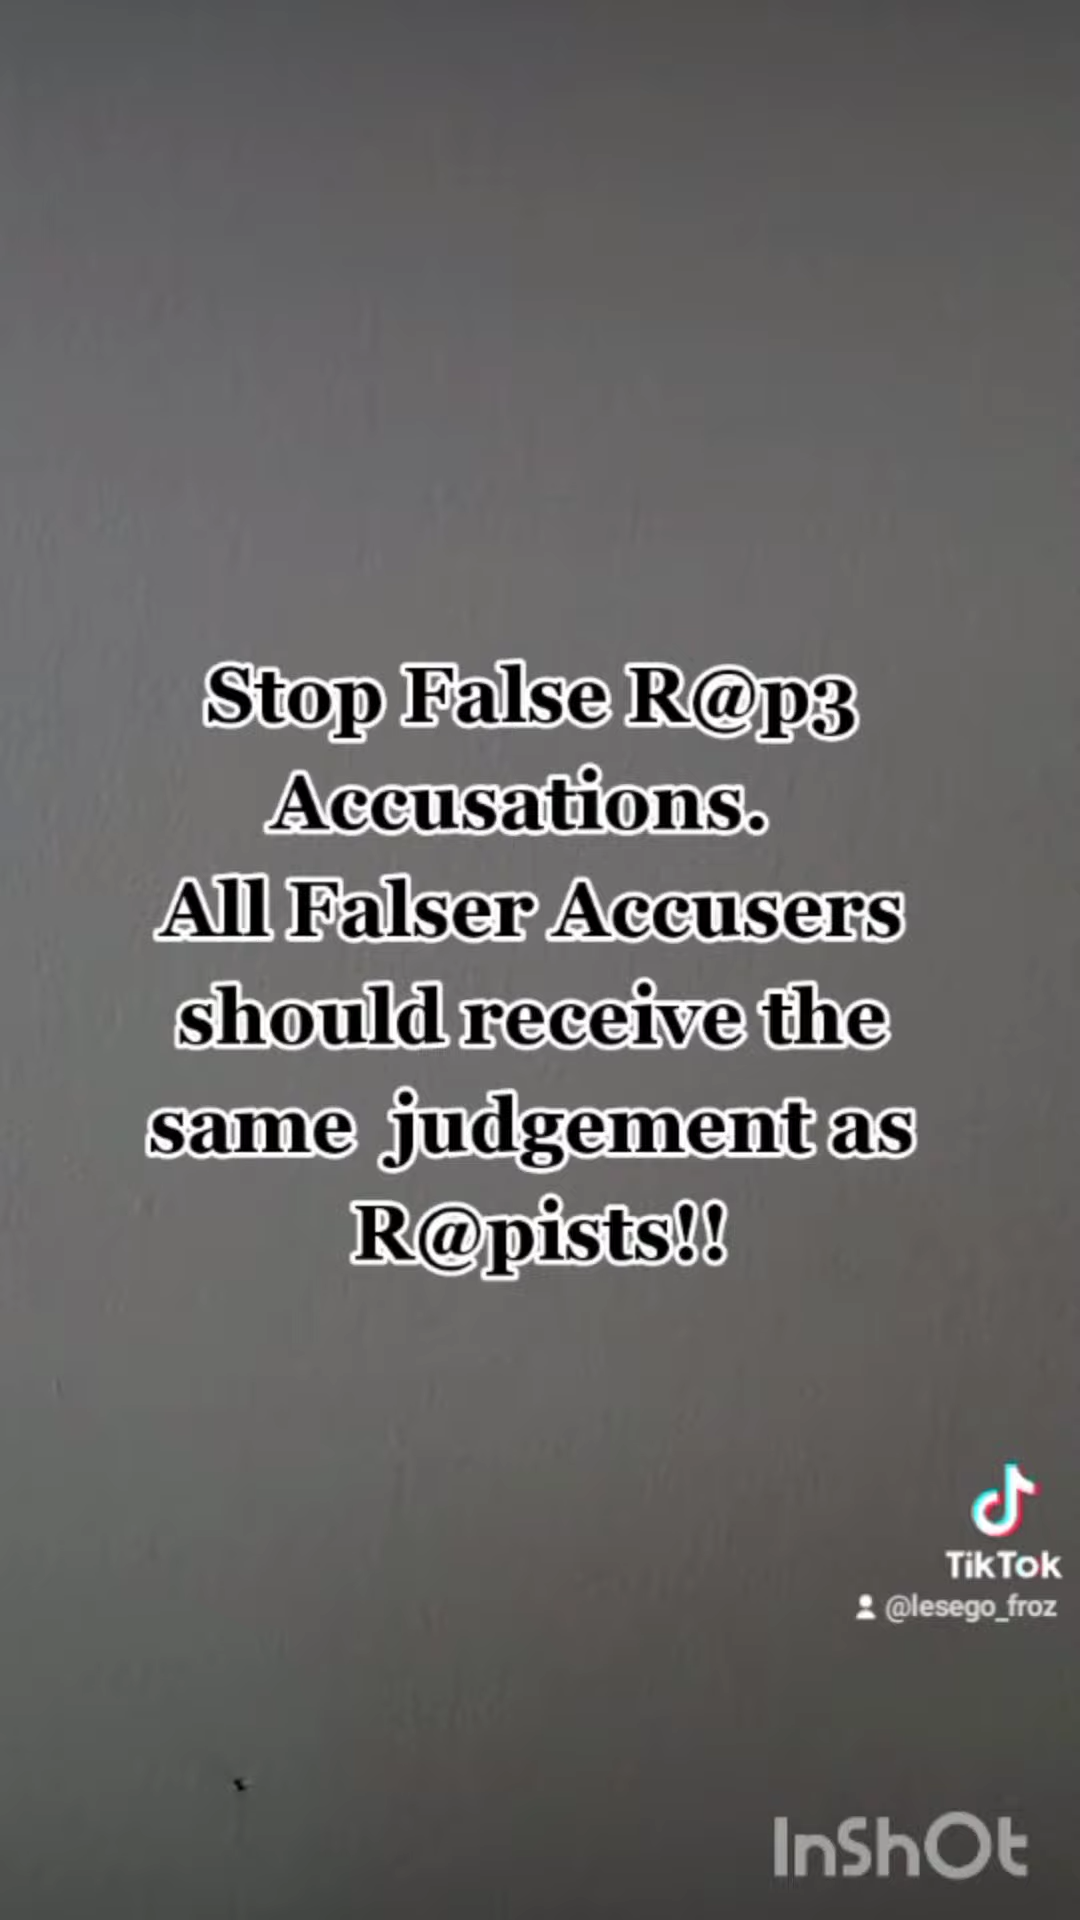 Stop False R@p3
Accusations.
All Falser Accusers
should receive the
same judgement as
R@pists!!
TikTok
@lesego_froz
InShOt